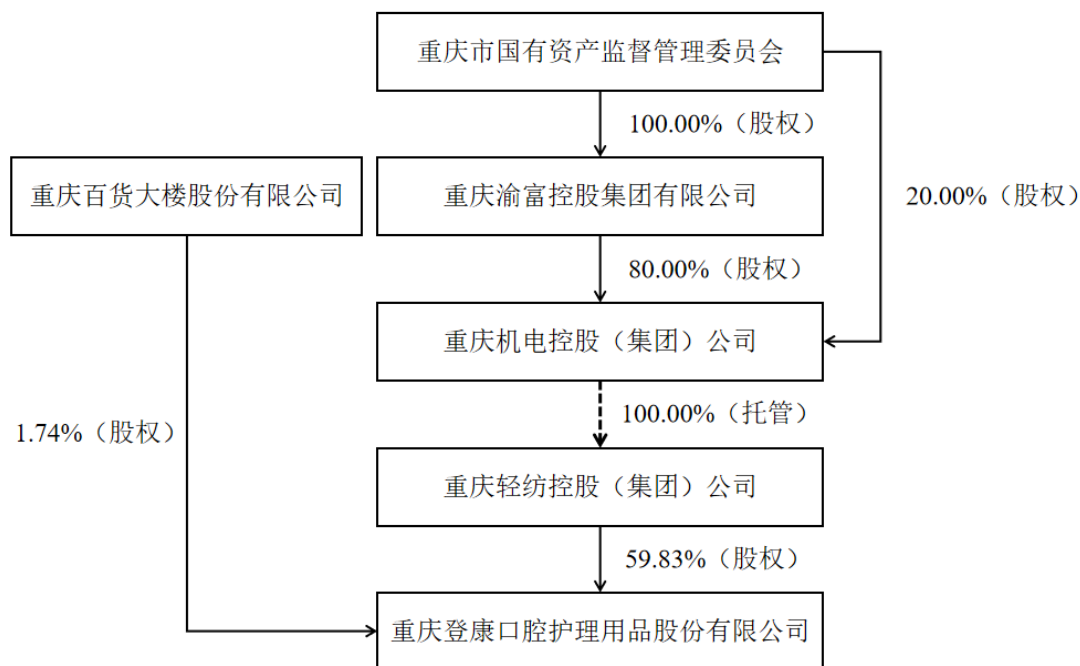 重庆市国有资产监督管理委员会
100.00%（股权）
重庆百货大楼股份有限公司
重庆渝富控股集团有限公司
20.00%（股权）
80.00%（股权）
重庆机电控股（集团）公司
100.00%（托管）
1.74%（股权）
重庆轻纺控股（集团）公司
59.83%（股权）
重庆登康口腔护理用品股份有限公司